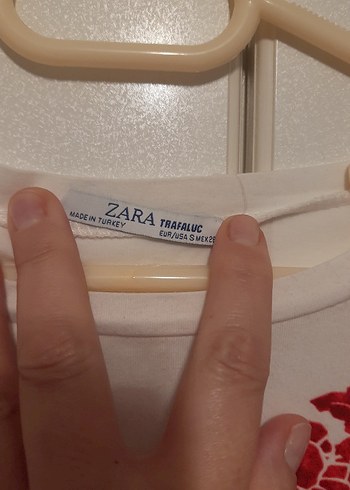 ZARA TRAFALUC
MADE IN TURKEY
EUR/USA S MEX